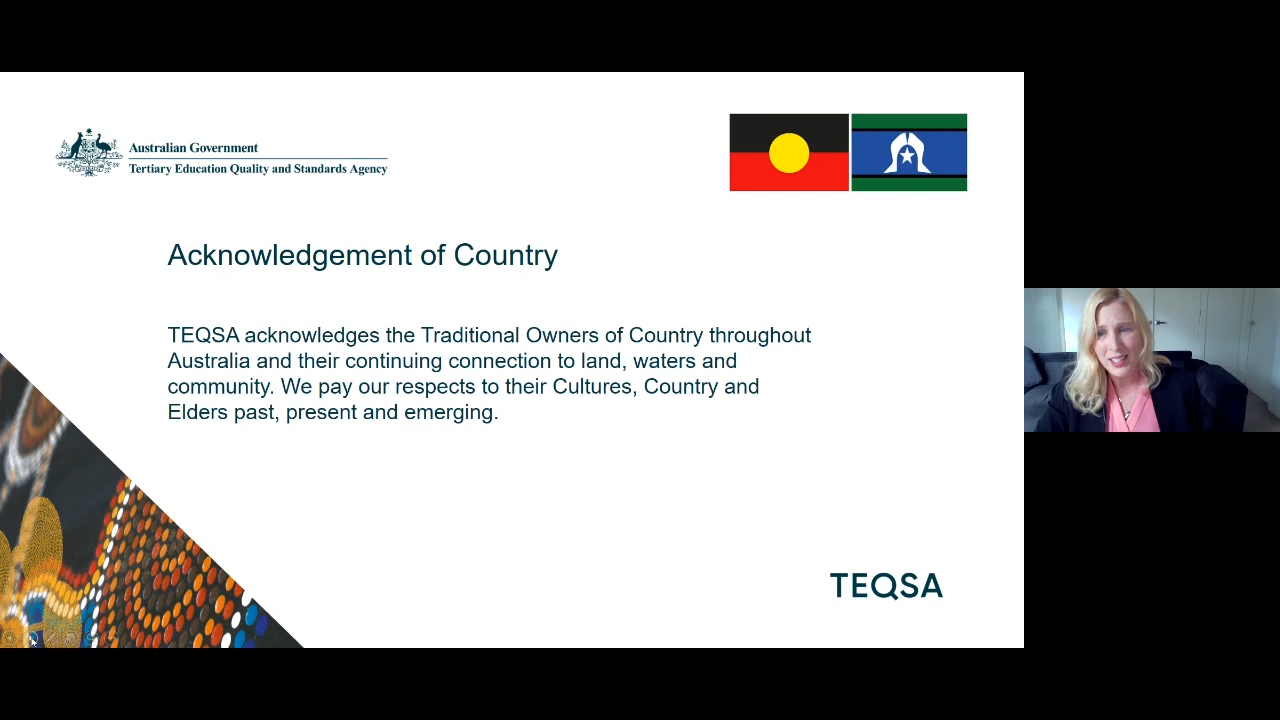 Australian Government
Tertiary Education Quality and Standards Agency
Acknowledgement of Country
TEQSA acknowledges the Traditional Owners of Country throughout
Australia and their continuing connection to land, waters and
community. We pay our respects to their Cultures, Country and
Elders past, present and emerging.
TEQSA